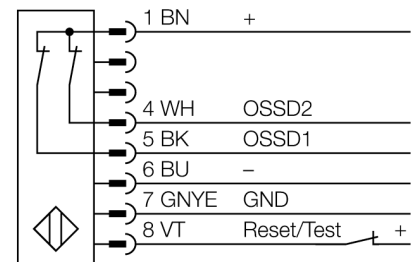 1 BN +
4 WH OSSD2
5 BK OSSD1
6 BU –
7 GNYE GND
8 VT Reset/Test +